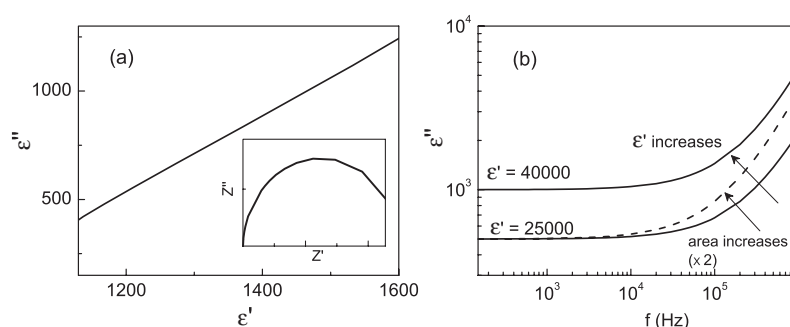 (a)
ε''
1000
500
1200
1400
1600
ε'
Z''
Z'
(b)
ε''
10⁴
10³
ε' increases
ε' = 40000
ε' = 25000
area increases
(x 2)
10³
10⁴
10⁵
f (Hz)